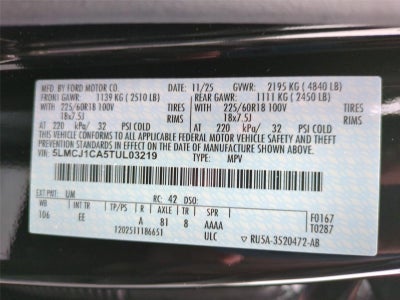 MFD BY FORD MOTOR CO. 11/25 GVWR: 2195 KG (4840 LB)
FRONT GAWR: 1139 KG (2510 LB) REAR GAWR: 1111 KG (2450 LB)
WITH 225/60R18 100V TIRES WITH 225/60R18 100V TIRES
18x7.5J RIMS 18x7.5J RIMS
AT 220 kPa/ 32 PSI COLD AT 220 kPa/ 32 PSI COLD
THIS VEHICLE CONFORMS TO ALL APPLICABLE FEDERAL MOTOR VEHICLE SAFETY AND THEFT
PREVENTION STANDARDS IN EFFECT ON THE DATE OF MANUFACTURE SHOWN ABOVE.
VIN: 5LMCJ1CA5TUL03219 TYPE: MPV
EXT PNT: UM RC: 42 DSO:
WB INT TR TP/PS R AXLE TR SPR F0167
106 EE A 81 8 AAAA T0287
T202511186651 ULC RU5A-3520472-AB